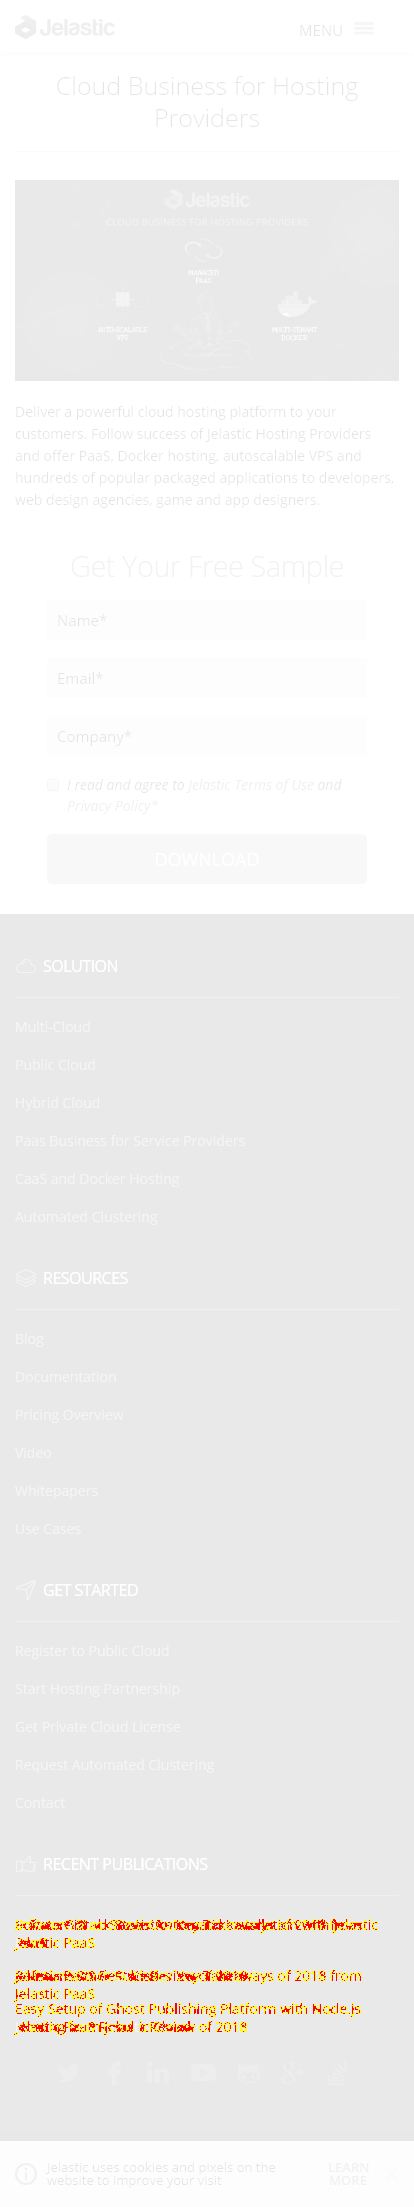 Jelastic
MENU
Cloud Business for Hosting
Providers
Jelastic
CLOUD BUSINESS FOR HOSTING PROVIDERS
MANAGED
PAAS
AUTO-SCALABLE
VPS
MULTI-TENANT
DOCKER
Deliver a powerful cloud hosting platform to your
customers. Follow success of Jelastic Hosting Providers
and offer PaaS, Docker hosting, autoscalable VPS and
hundreds of popular packaged applications to developers,
web design agencies, game and app designers.
Get Your Free Sample
Name*
Email*
Company*
I read and agree to Jelastic Terms of Use and
Privacy Policy*
DOWNLOAD
SOLUTION
Multi-Cloud
Public Cloud
Hybrid Cloud
Paas Business for Service Providers
CaaS and Docker Hosting
Automated Clustering
RESOURCES
Blog
Documentation
Pricing Overview
Video
Whitepapers
Use Cases
GET STARTED
Register to Public Cloud
Start Hosting Partnership
Get Private Cloud License
Request Automated Clustering
Contact
RECENT PUBLICATIONS
with Jelastic
PaaS
of 2018 from
Jelastic PaaS
Easy Setup of Ghost Publishing Platform with Node.js
of 2018
Jelastic uses cookies and pixels on the
website to improve your visit
LEARN
MORE